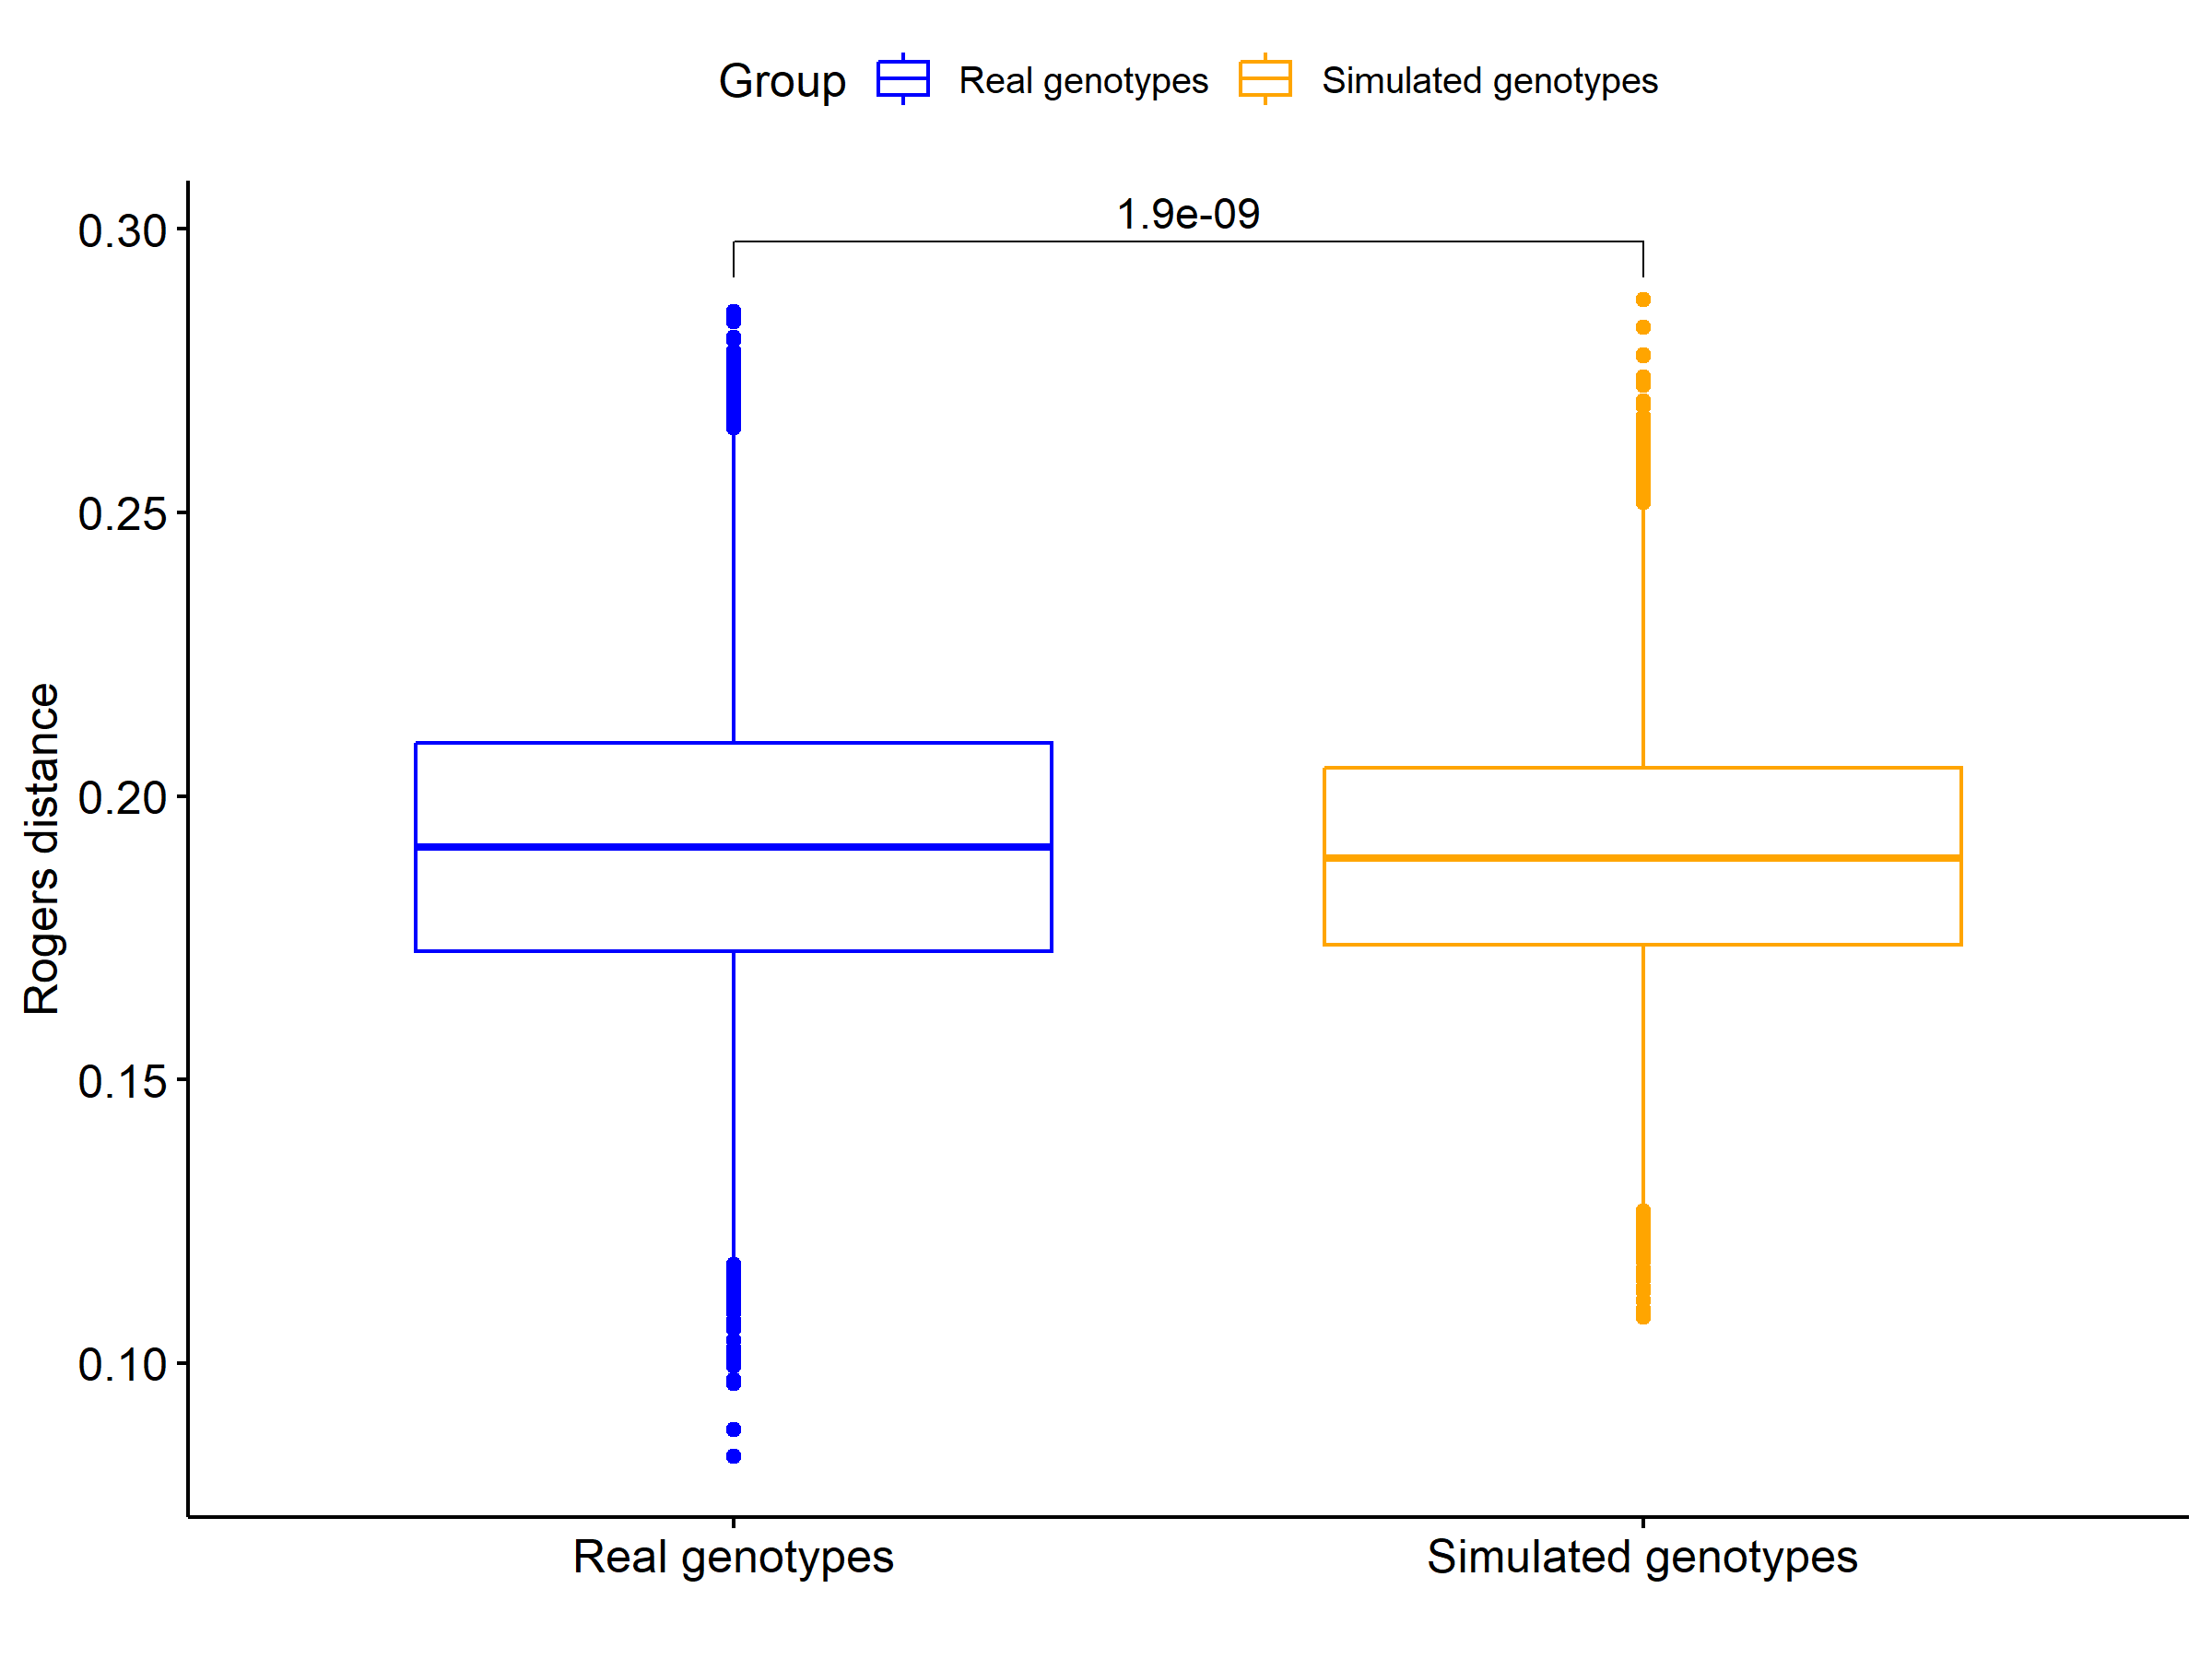 Group Real genotypes Simulated genotypes
1.9e-09
0.30
0.25
0.20
0.15
0.10
Rogers distance
Real genotypes Simulated genotypes